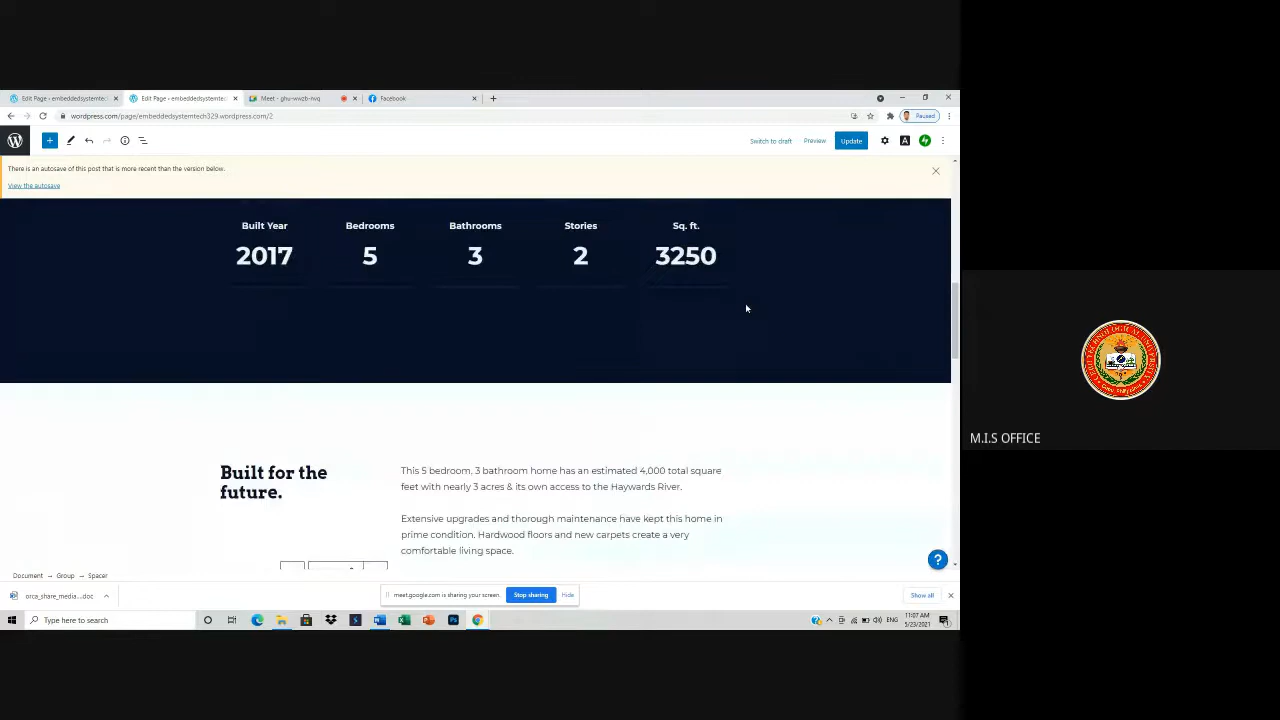 Edit Page ‹ embeddedsystemtec
Edit Page ‹ embeddedsystemtec
Meet - ghu-wwzb-nvq
Facebook
wordpress.com/page/embeddedsystemtech329.wordpress.com/2
Paused
Switch to draft
Preview
Update
There is an autosave of this post that is more recent than the version below.
View the autosave
Built Year
Bedrooms
Bathrooms
Stories
Sq. ft.
2017
5
3
2
3250
Built for the
future.
This 5 bedroom, 3 bathroom home has an estimated 4,000 total square
feet with nearly 3 acres & its own access to the Haywards River.
Extensive upgrades and thorough maintenance have kept this home in
prime condition. Hardwood floors and new carpets create a very
comfortable living space.
Document → Group → Spacer
orca_share_media....doc
meet.google.com is sharing your screen.
Stop sharing
Hide
Show all
Type here to search
ENG
11:07 AM
5/23/2021
M.I.S OFFICE